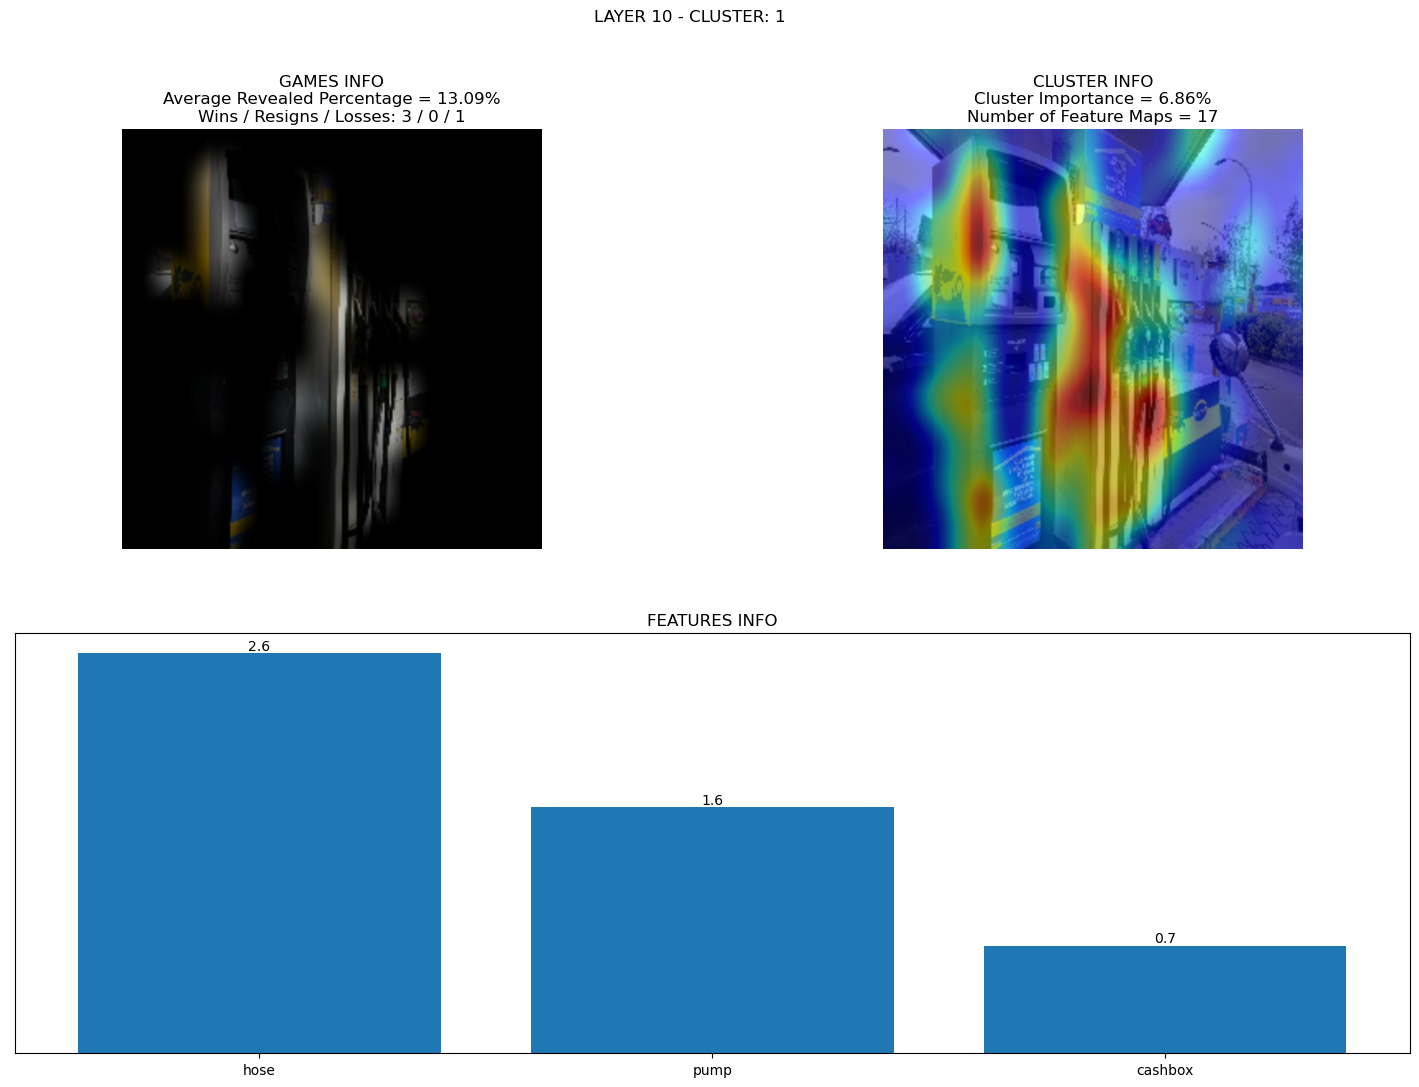 LAYER 10 - CLUSTER: 1
GAMES INFO
Average Revealed Percentage = 13.09%
Wins / Resigns / Losses: 3 / 0 / 1
CLUSTER INFO
Cluster Importance = 6.86%
Number of Feature Maps = 17
FEATURES INFO
2.6
1.6
0.7
hose
pump
cashbox